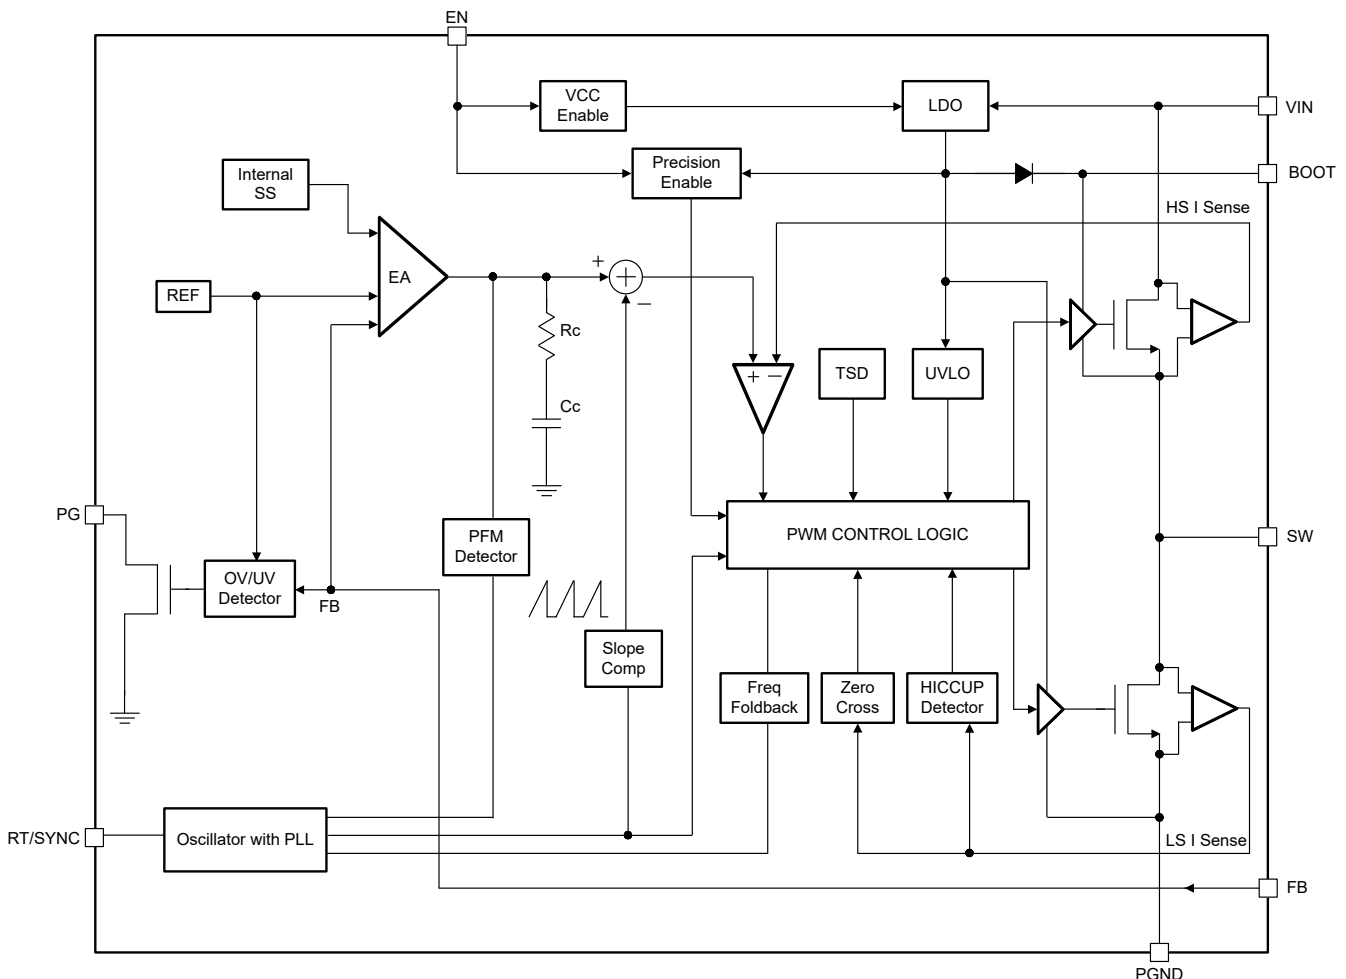 EN
VCC
Enable
LDO
VIN
Precision
Enable
BOOT
Internal
SS
HS I Sense
EA
+
+
−
REF
Rc
+ −
TSD
UVLO
Cc
PG
PFM
Detector
PWM CONTROL LOGIC
SW
OV/UV
Detector
FB
Slope
Comp
Freq
Foldback
Zero
Cross
HICCUP
Detector
RT/SYNC
Oscillator with PLL
LS I Sense
FB
PGND